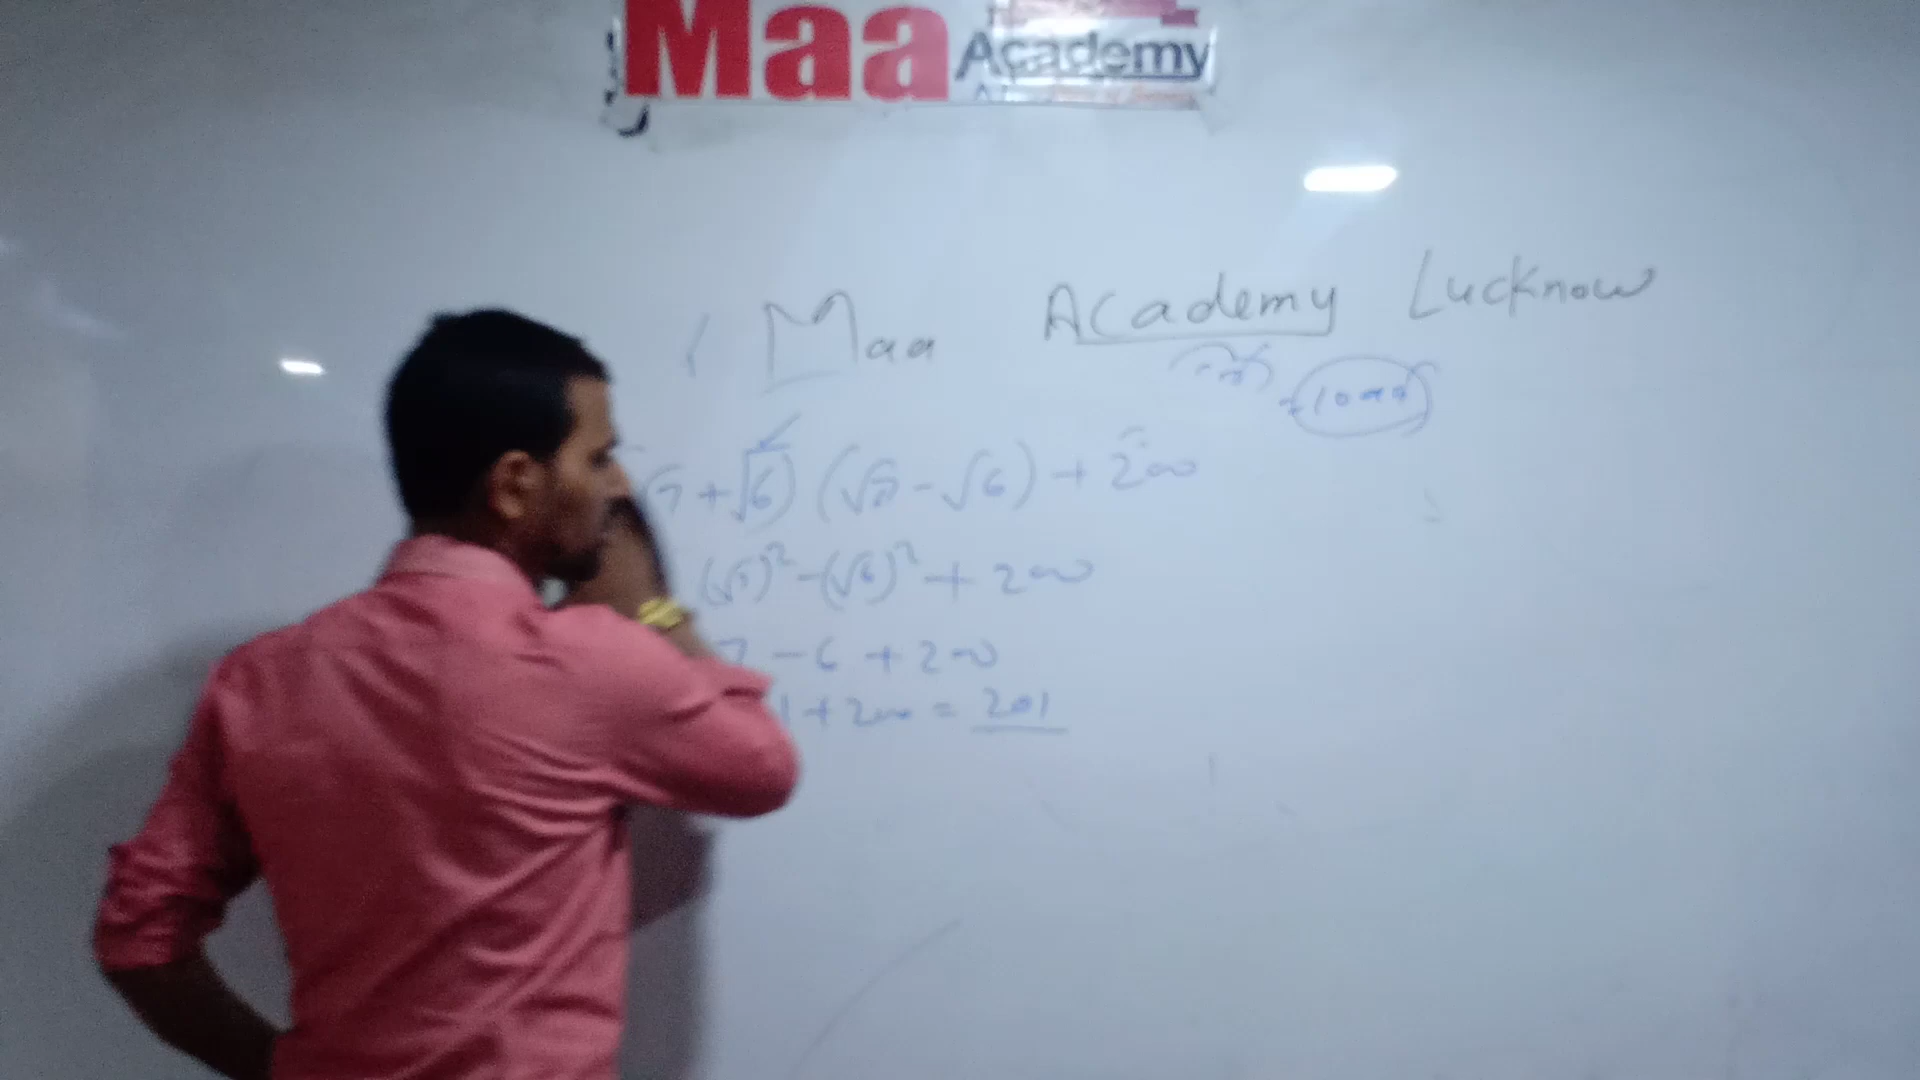 Maa Academy
Maa Academy Lucknow
√7 + √6) (√7 - √6) + 200
(√7)² - (√6)² + 200
7 - 6 + 200
1 + 200 = 201